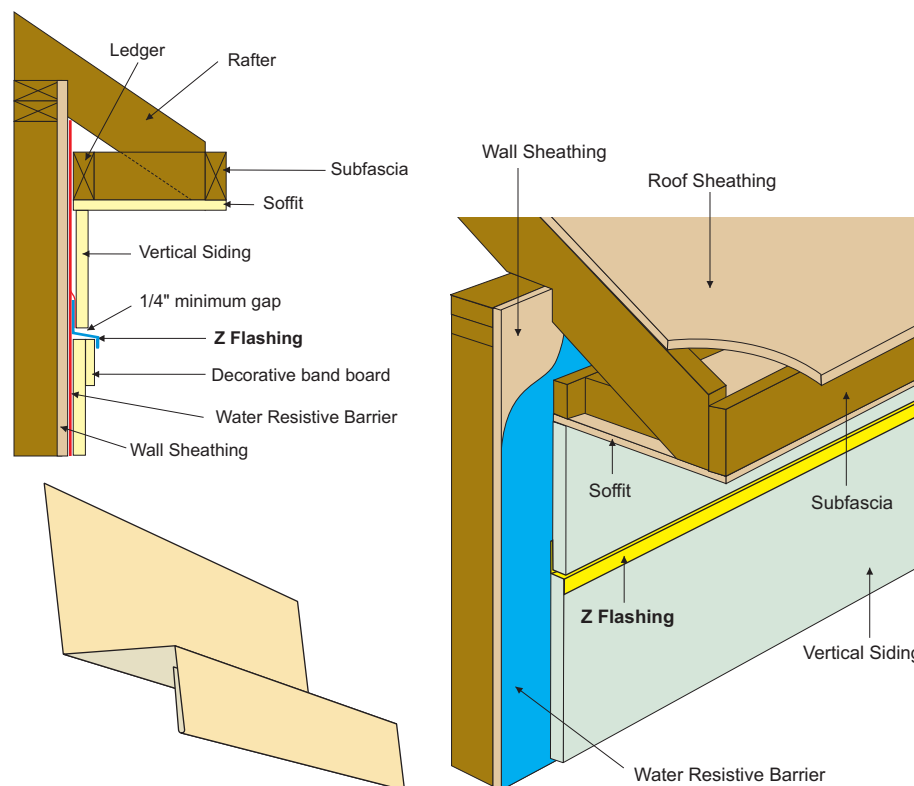 Ledger
Rafter
Subfascia
Soffit
Vertical Siding
1/4" minimum gap
Z Flashing
Decorative band board
Water Resistive Barrier
Wall Sheathing
Wall Sheathing
Roof Sheathing
Soffit
Subfascia
Z Flashing
Vertical Siding
Water Resistive Barrier